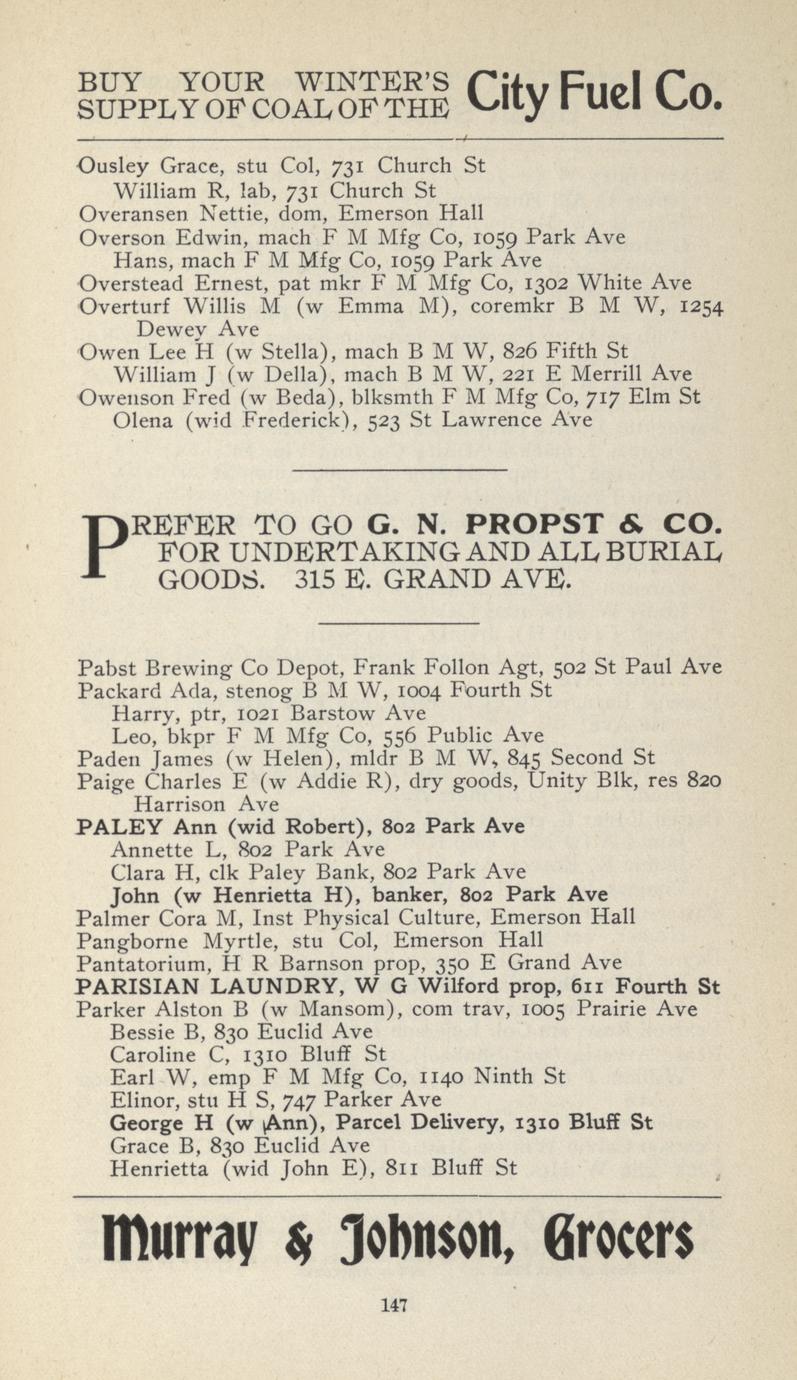 BUY YOUR WINTER'S
SUPPLY OF COAL OF THE
City Fuel Co.
Ousley Grace, stu Col, 731 Church St
William R, lab, 731 Church St
Overansen Nettie, dom, Emerson Hall
Overson Edwin, mach F M Mfg Co, 1059 Park Ave
Hans, mach F M Mfg Co, 1059 Park Ave
Overstead Ernest, pat mkr F M Mfg Co, 1302 White Ave
Overturf Willis M (w Emma M), coremkr B M W, 1254
Dewey Ave
Owen Lee H (w Stella), mach B M W, 826 Fifth St
William J (w Della), mach B M W, 221 E Merrill Ave
Owenson Fred (w Beda), blksmth F M Mfg Co, 717 Elm St
Olena (wid Frederick), 523 St Lawrence Ave
PREFER TO GO G. N. PROPST & CO.
FOR UNDERTAKING AND ALL BURIAL
GOODS. 315 E. GRAND AVE.
Pabst Brewing Co Depot, Frank Follon Agt, 502 St Paul Ave
Packard Ada, stenog B M W, 1004 Fourth St
Harry, ptr, 1021 Barstow Ave
Leo, bkpr F M Mfg Co, 556 Public Ave
Paden James (w Helen), mldr B M W, 845 Second St
Paige Charles E (w Addie R), dry goods, Unity Blk, res 820
Harrison Ave
PALEY Ann (wid Robert), 802 Park Ave
Annette L, 802 Park Ave
Clara H, clk Paley Bank, 802 Park Ave
John (w Henrietta H), banker, 802 Park Ave
Palmer Cora M, Inst Physical Culture, Emerson Hall
Pangborne Myrtle, stu Col, Emerson Hall
Pantatorium, H R Barnson prop, 350 E Grand Ave
PARISIAN LAUNDRY, W G Wilford prop, 611 Fourth St
Parker Alston B (w Mansom), com trav, 1005 Prairie Ave
Bessie B, 830 Euclid Ave
Caroline C, 1310 Bluff St
Earl W, emp F M Mfg Co, 1140 Ninth St
Elinor, stu H S, 747 Parker Ave
George H (w Ann), Parcel Delivery, 1310 Bluff St
Grace B, 830 Euclid Ave
Henrietta (wid John E), 811 Bluff St
Murray & Johnson, Grocers
147